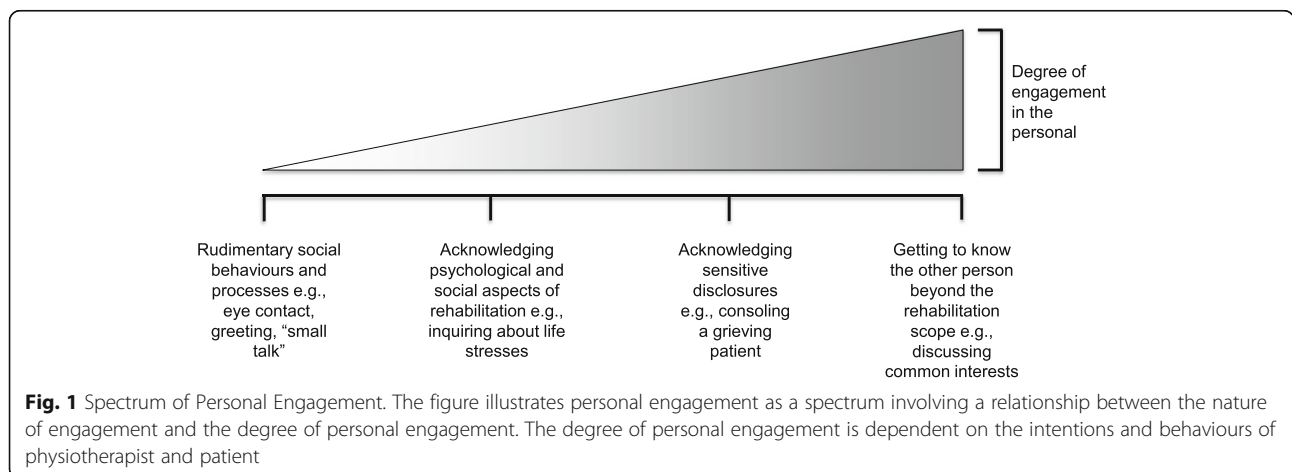 Degree of
engagement
in the
personal
Rudimentary social
behaviours and
processes e.g.,
eye contact,
greeting, “small
talk”
Acknowledging
psychological and
social aspects of
rehabilitation e.g.,
inquiring about life
stresses
Acknowledging
sensitive
disclosures
e.g., consoling
a grieving
patient
Getting to know
the other person
beyond the
rehabilitation
scope e.g.,
discussing
common interests
Fig. 1 Spectrum of Personal Engagement. The figure illustrates personal engagement as a spectrum involving a relationship between the nature
of engagement and the degree of personal engagement. The degree of personal engagement is dependent on the intentions and behaviours of
physiotherapist and patient